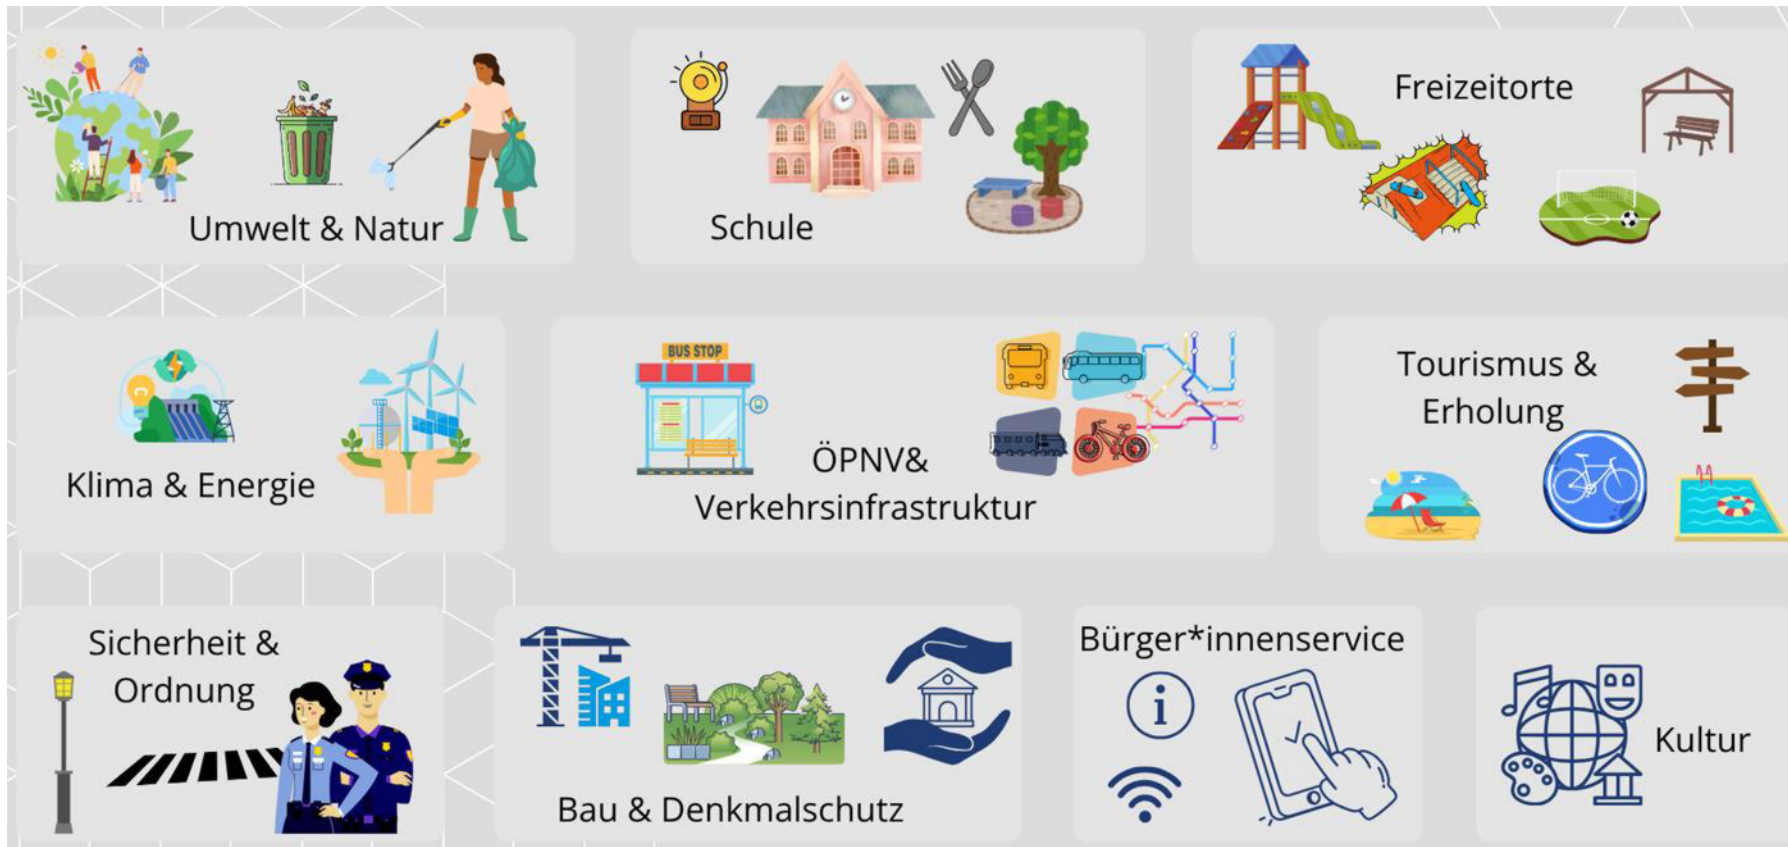 Umwelt & Natur
Schule
Freizeitorte
Klima & Energie
BUS STOP
ÖPNV&
Verkehrsinfrastruktur
Tourismus &
Erholung
Sicherheit &
Ordnung
Bau & Denkmalschutz
Bürger*innenservice
i
Kultur